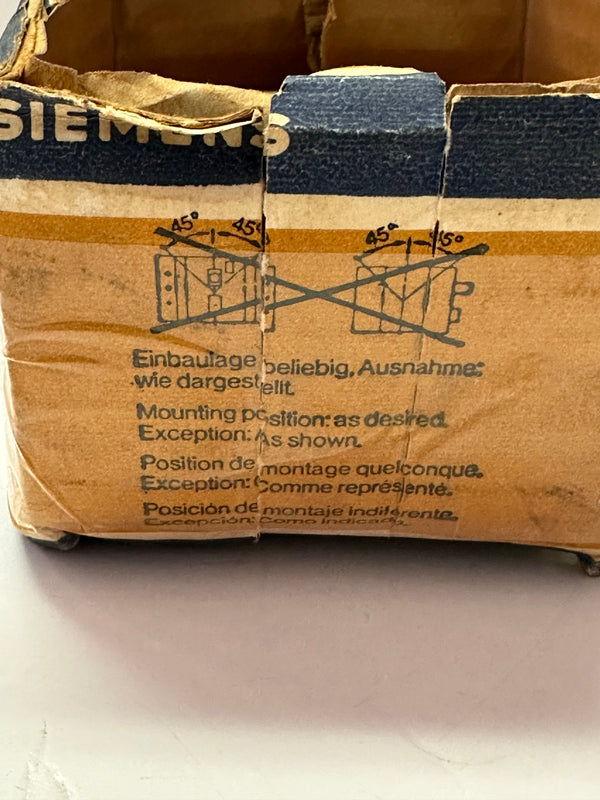 SIEMENS
45° 45° 45° 45°
Einbaulage beliebig, Ausnahme:
wie dargestellt.
Mounting position: as desired.
Exception: As shown.
Position de montage quelconque.
Exception: Comme représenté.
Posición de montaje indiferente.
Excepción: Como indicado.